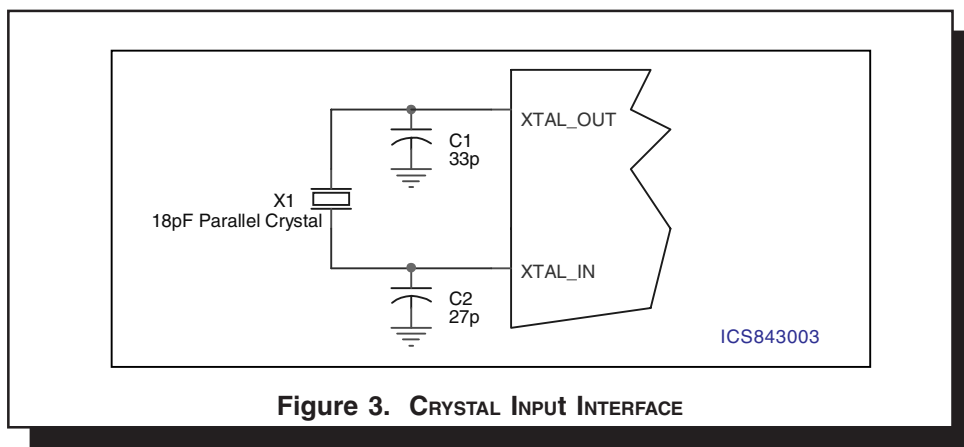 XTAL_OUT
C1
33p
X1
18pF Parallel Crystal
XTAL_IN
C2
27p
ICS843003
Figure 3. CRYSTAL INPUt INTERFACE